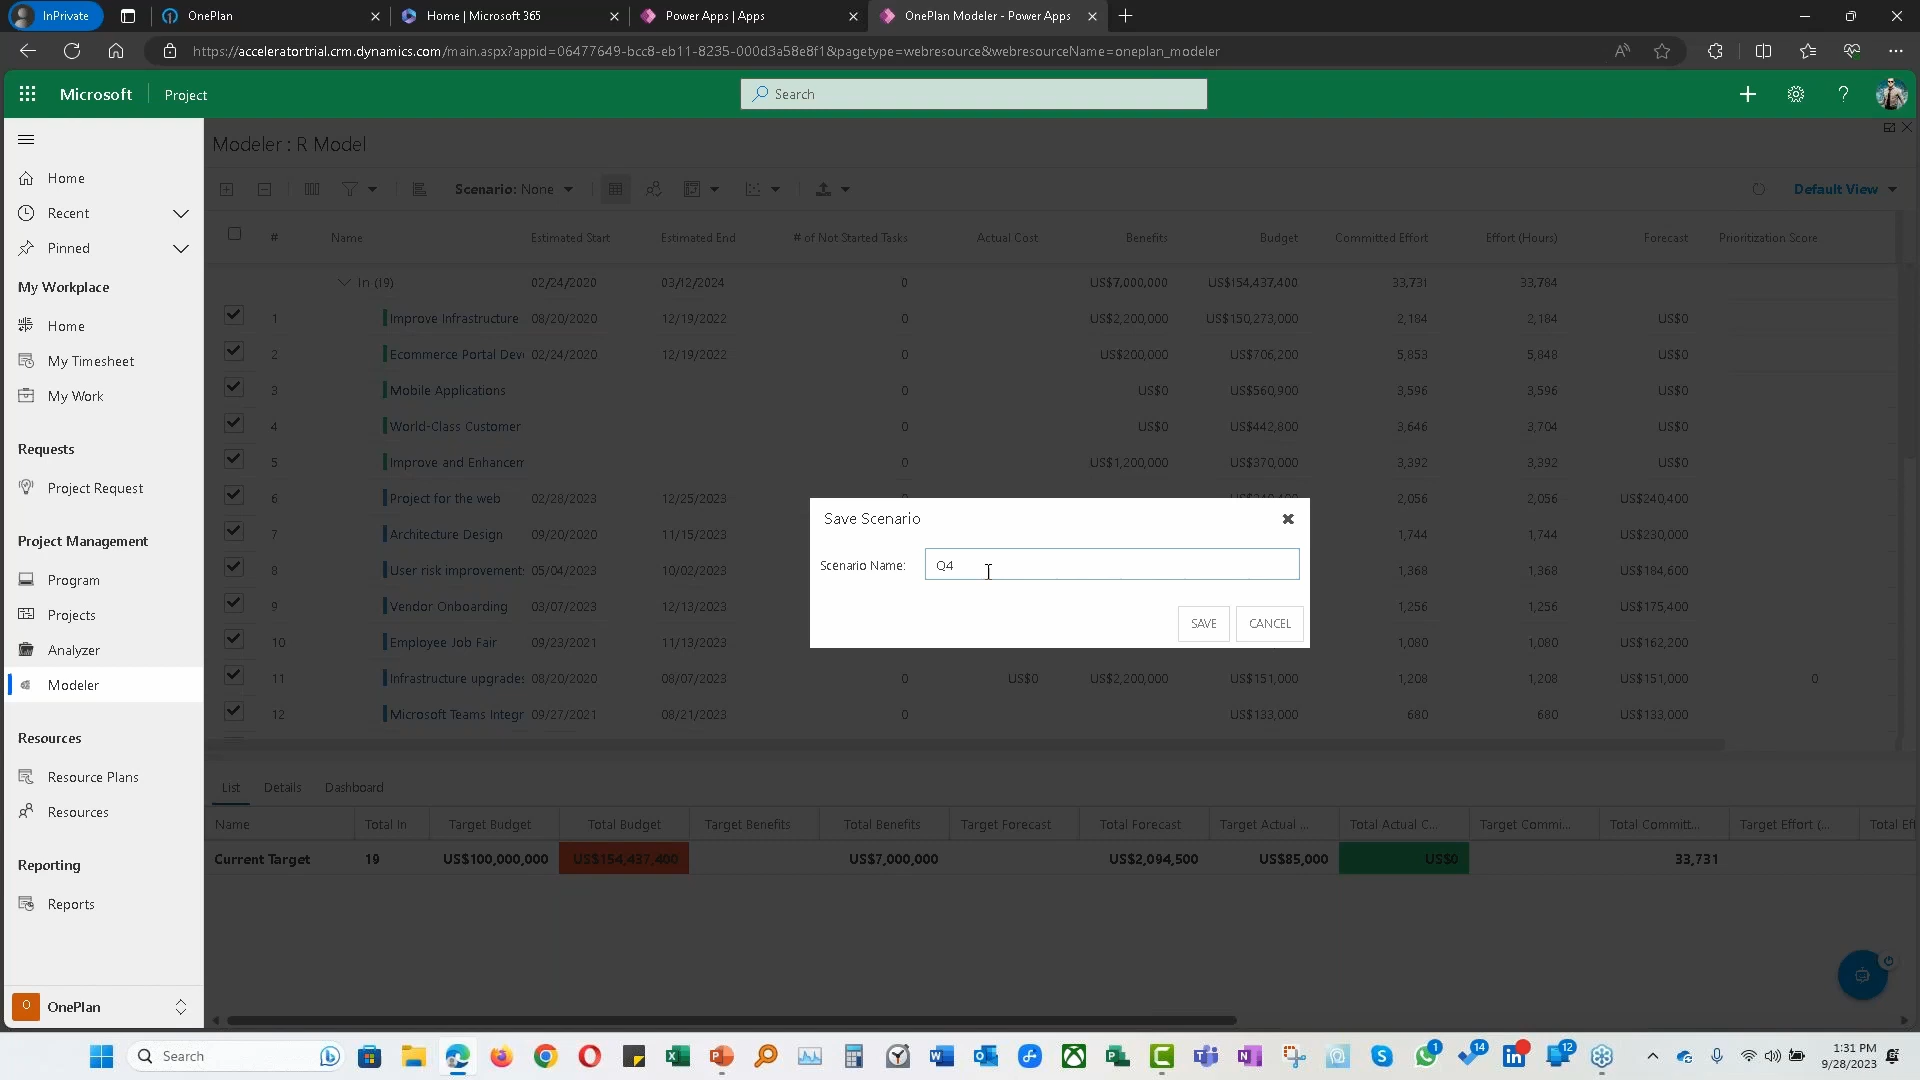 InPrivate
OnePlan
Home | Microsoft 365
Power Apps | Apps
OnePlan Modeler - Power Apps
https://acceleratortrial.crm.dynamics.com/main.aspx?appid=06477649-bcc8-eb11-8235-000d3a58e8f1&pagetype=webresource&webresourceName=oneplan_modeler
Microsoft Project
Search
Home
Recent
Pinned
My Workplace
Home
My Timesheet
My Work
Requests
Project Request
Project Management
Program
Projects
Analyzer
Modeler
Resources
Resource Plans
Resources
Reporting
Reports
O OnePlan
Modeler : R Model
Scenario: None
Default View
# Name Estimated Start Estimated End # of Not Started Tasks Actual Cost Benefits Budget Committed Effort Effort (Hours) Forecast Prioritization Score
In (19) 02/24/2020 03/12/2024 0 US$7,000,000 US$154,437,400 33,731 33,784
1 Improve Infrastructure 08/20/2020 12/19/2022 0 US$2,200,000 US$150,273,000 2,184 2,184 US$0
2 Ecommerce Portal Dev 02/24/2020 12/19/2022 0 US$200,000 US$706,200 5,853 5,848 US$0
3 Mobile Applications 0 US$0 US$560,900 3,596 3,596 US$0
4 World-Class Customer 0 US$0 US$442,800 3,646 3,704 US$0
5 Improve and Enhancem 0 US$1,200,000 US$370,000 3,392 3,392 US$0
6 Project for the web 02/28/2023 12/25/2023 2,056 2,056 US$240,400
7 Architecture Design 09/20/2020 11/15/2023 1,744 1,744 US$230,000
8 User risk improvement 05/04/2023 10/02/2023 1,368 1,368 US$184,600
9 Vendor Onboarding 03/07/2023 12/13/2023 1,256 1,256 US$175,400
10 Employee Job Fair 09/23/2021 11/13/2023 1,080 1,080 US$162,200
11 Infrastructure upgrades 08/20/2020 08/07/2023 0 US$0 US$2,200,000 US$151,000 1,208 1,208 US$151,000 0
12 Microsoft Teams Integr 09/27/2021 08/21/2023 0 US$133,000 680 680 US$133,000
Save Scenario
Scenario Name: Q4
SAVE CANCEL
List Details Dashboard
Name Total In Target Budget Total Budget Target Benefits Total Benefits Target Forecast Total Forecast Target Actual ... Total Actual C... Target Commi... Total Committ... Target Effort (... Total Eff
Current Target 19 US$100,000,000 US$154,437,400 US$7,000,000 US$2,094,500 US$85,000 US$0 33,731
Search
1 14 12
1:31 PM
9/28/2023